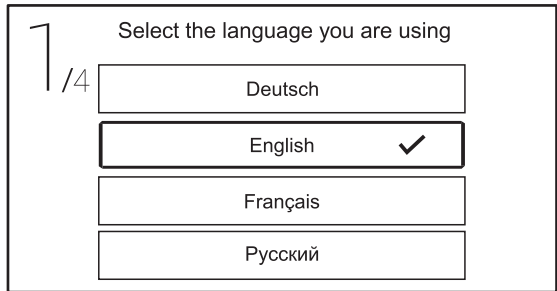 1/4
Select the language you are using
Deutsch
English
Français
Русский